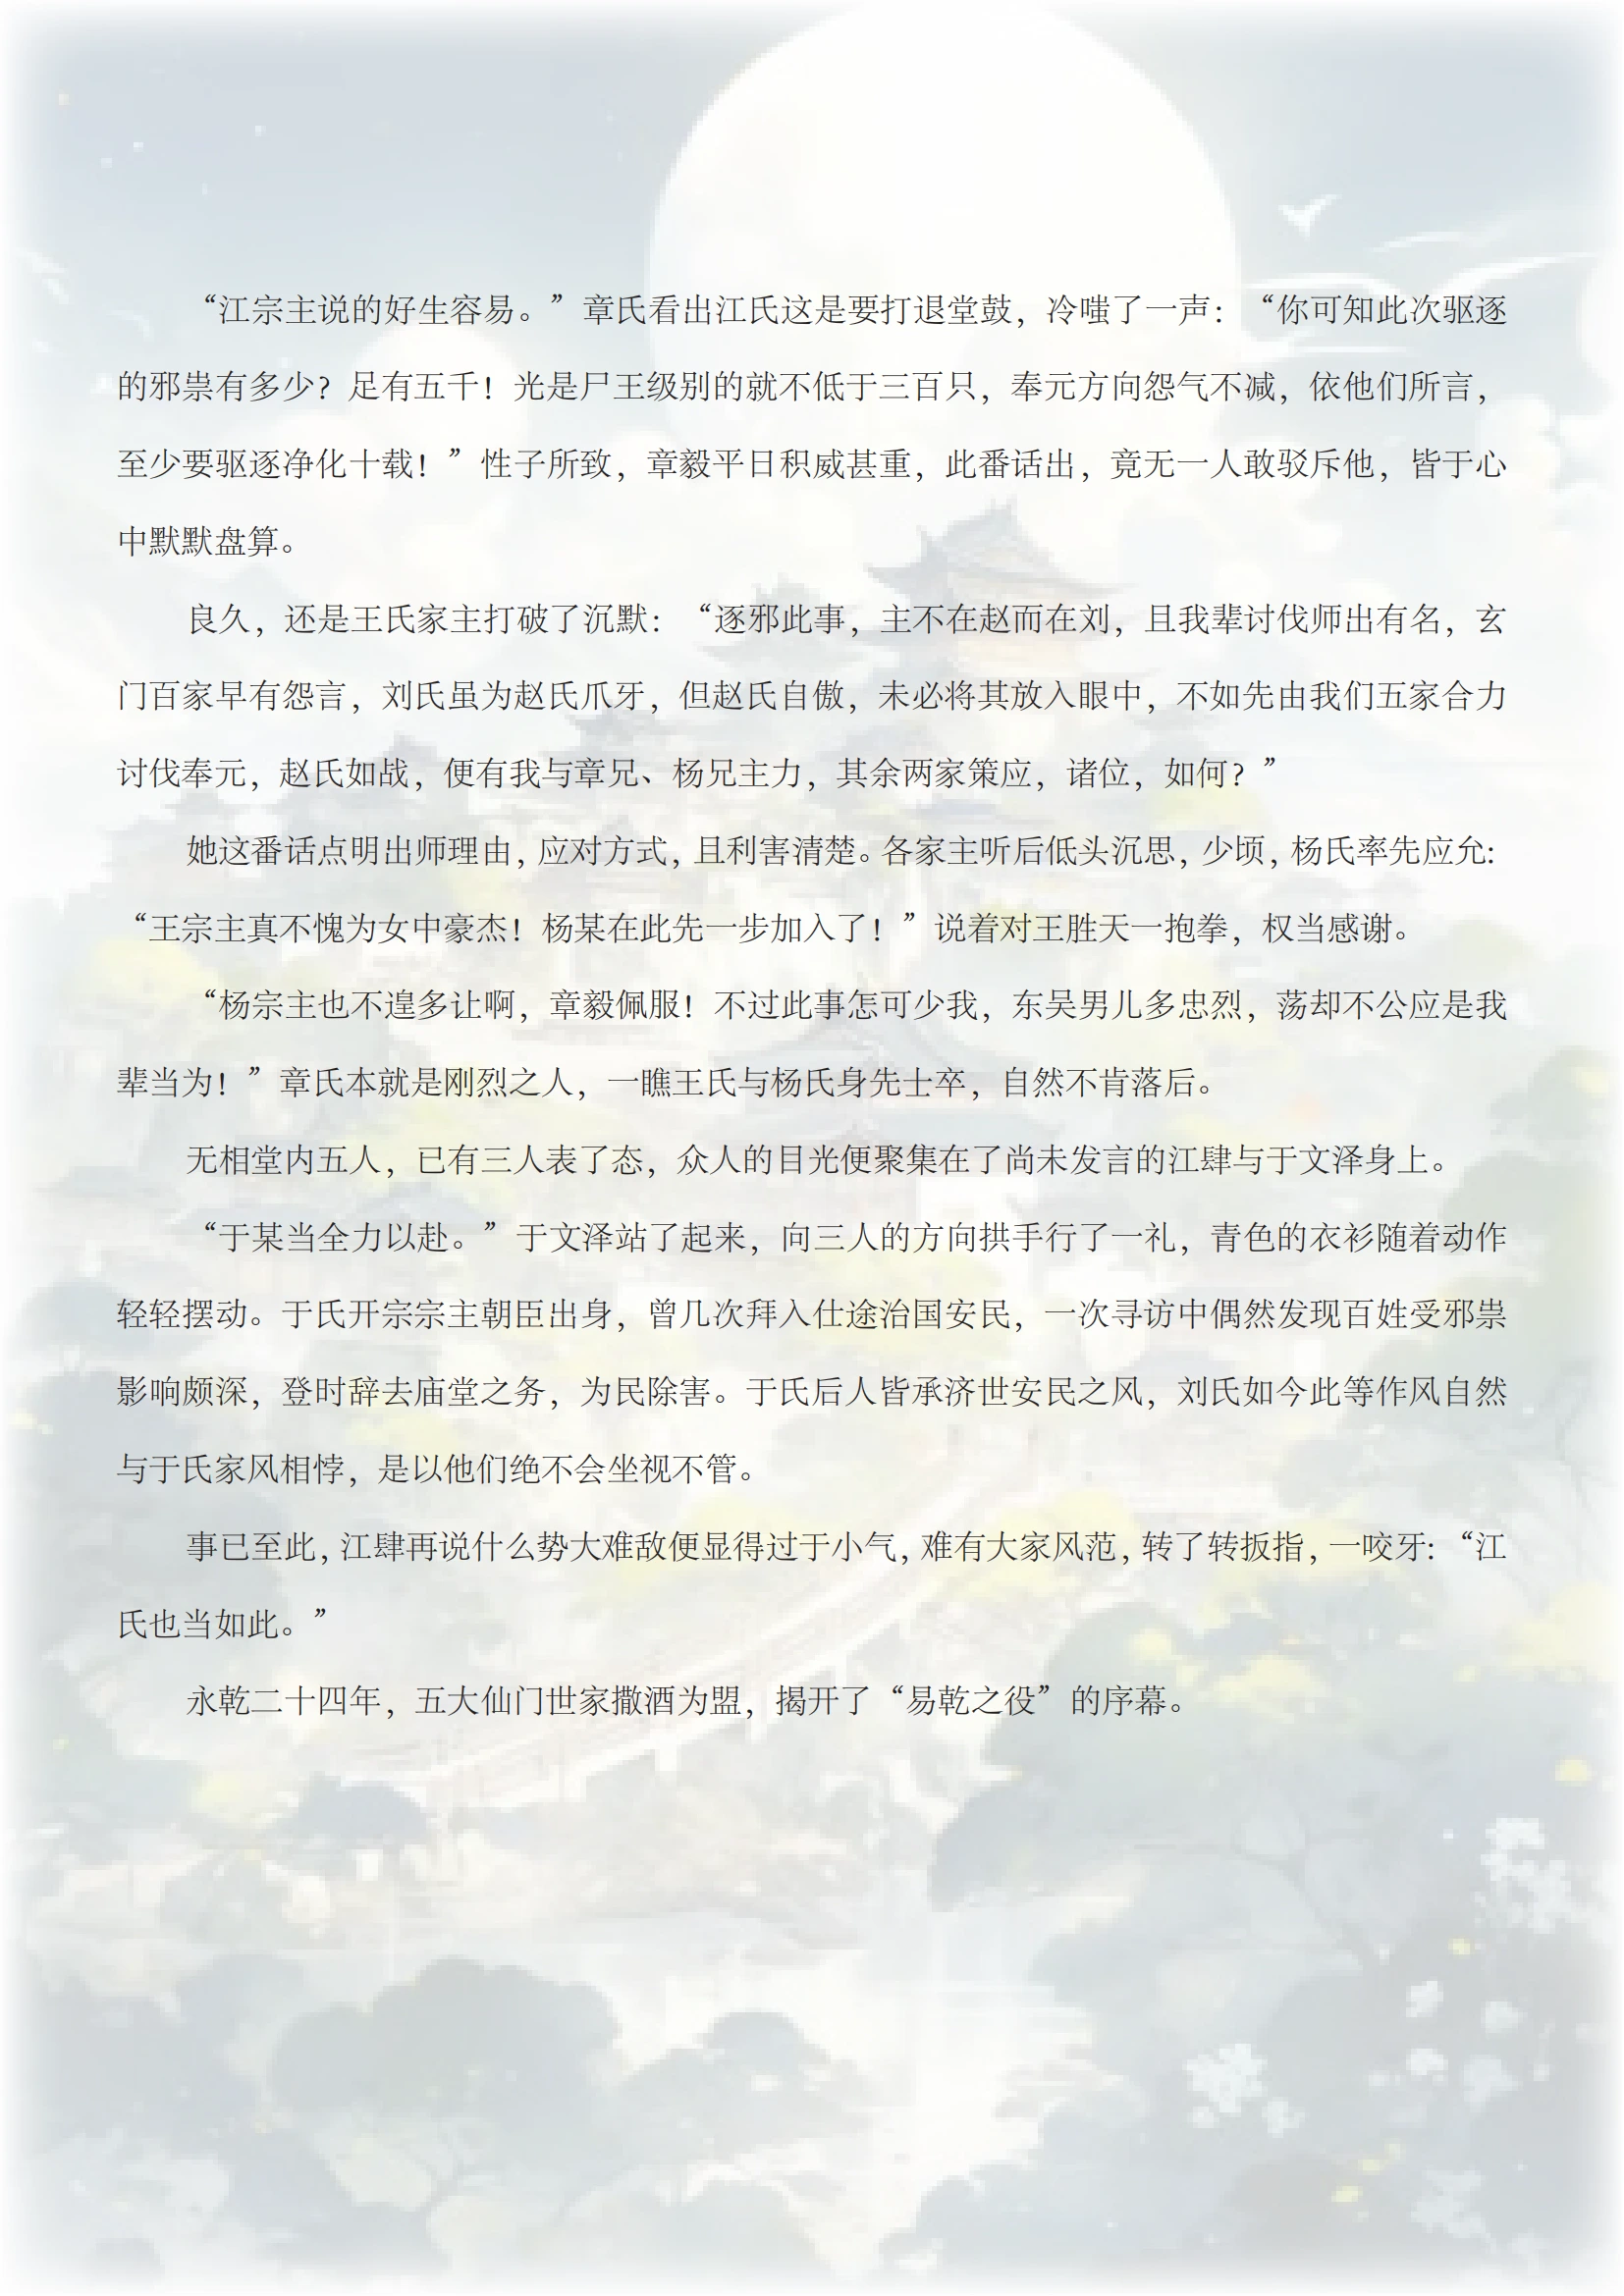 “江宗主说的好生容易。”章氏看出江氏这是要打退堂鼓，冷嗤了一声：“你可知此次驱逐
的邪祟有多少？足有五千！光是尸王级别的就不低于三百只，奉元方向怨气不减，依他们所言，
至少要驱逐净化十载！”性子所致，章毅平日积威甚重，此番话出，竟无一人敢驳斥他，皆于心
中默默盘算。
良久，还是王氏家主打破了沉默：“逐邪此事，主不在赵而在刘，且我辈讨伐师出有名，玄
门百家早有怨言，刘氏虽为赵氏爪牙，但赵氏自傲，未必将其放入眼中，不如先由我们五家合力
讨伐奉元，赵氏如战，便有我与章兄、杨兄主力，其余两家策应，诸位，如何？”
她这番话点明出师理由，应对方式，且利害清楚。各家主听后低头沉思，少顷，杨氏率先应允：
“王宗主真不愧为女中豪杰！杨某在此先一步加入了！”说着对王胜天一抱拳，权当感谢。
“杨宗主也不遑多让啊，章毅佩服！不过此事怎可少我，东吴男儿多忠烈，荡却不公应是我
辈当为！”章氏本就是刚烈之人，一瞧王氏与杨氏身先士卒，自然不肯落后。
无相堂内五人，已有三人表了态，众人的目光便聚集在了尚未发言的江肆与于文泽身上。
“于某当全力以赴。”于文泽站了起来，向三人的方向拱手行了一礼，青色的衣衫随着动作
轻轻摆动。于氏开宗宗主朝臣出身，曾几次拜入仕途治国安民，一次寻访中偶然发现百姓受邪祟
影响颇深，登时辞去庙堂之务，为民除害。于氏后人皆承济世安民之风，刘氏如今此等作风自然
与于氏家风相悖，是以他们绝不会坐视不管。
事已至此，江肆再说什么势大难敌便显得过于小气，难有大家风范，转了转扳指，一咬牙：“江
氏也当如此。”
永乾二十四年，五大仙门世家撒酒为盟，揭开了“易乾之役”的序幕。